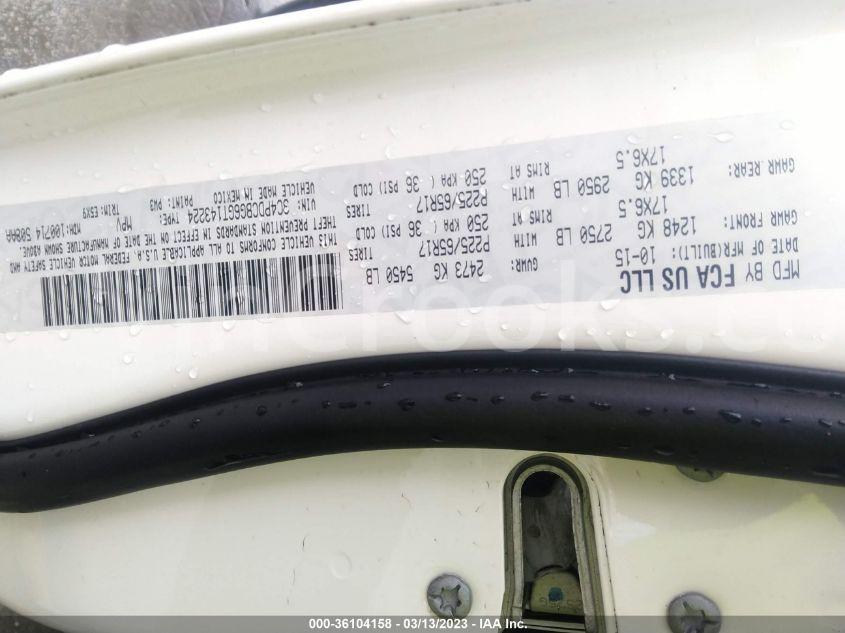 MFD BY FCA US LLC
DATE OF MFR(BUILT): 10-15 GVWR: 2473 KG 5450 LB
GAWR FRONT: 1248 KG 2750 LB WITH P225/65R17 TIRES
17X6.5 RIMS AT 250 KPA ( 36 PSI) COLD
GAWR REAR: 1339 KG 2950 LB WITH P225/65R17 TIRES
17X6.5 RIMS AT 250 KPA ( 36 PSI) COLD
THIS VEHICLE CONFORMS TO ALL APPLICABLE U.S.A. FEDERAL MOTOR VEHICLE SAFETY AND
THEFT PREVENTION STANDARDS IN EFFECT ON THE DATE OF MANUFACTURE SHOWN ABOVE.
VIN: 3C4PDCBG6GT143224 TYPE: MPV MDH:100714 509AA
VEHICLE MADE IN MEXICO PAINT: PW3 TRIM: E5X9
000-36104158 - 03/13/2023 - IAA Inc.